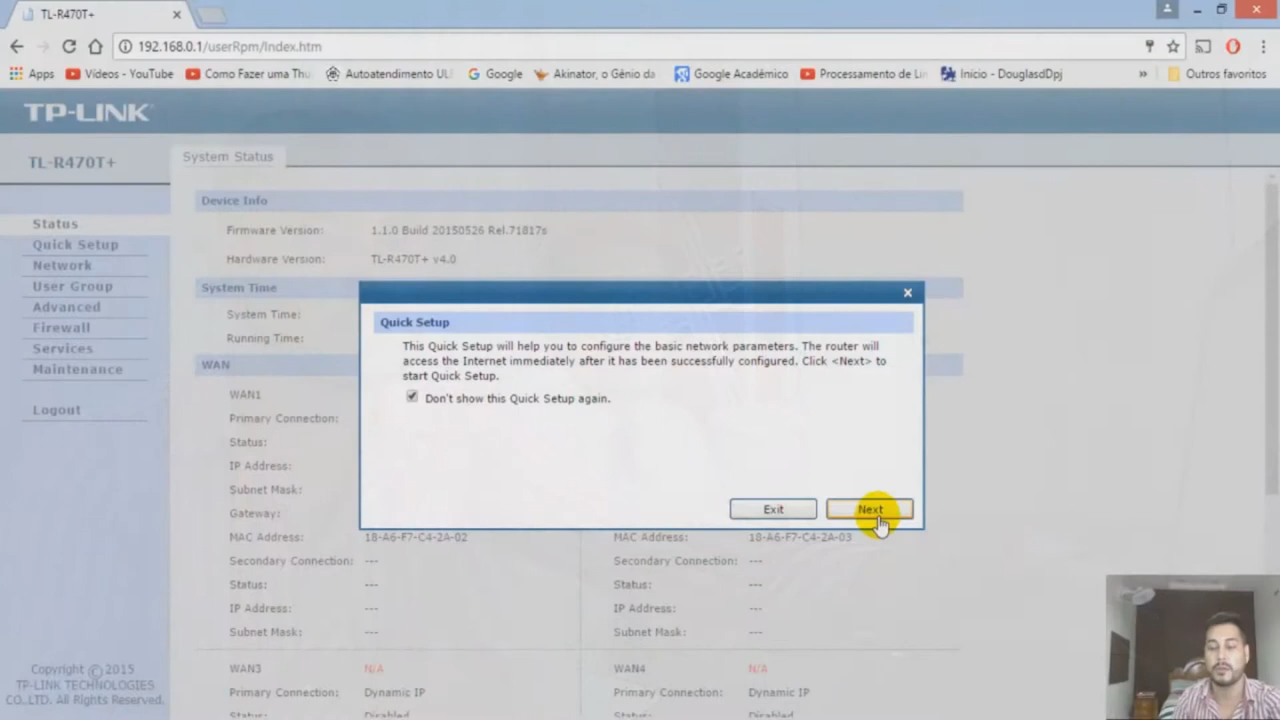 TL-R470T+
192.168.0.1/userRpm/Index.htm
Apps
Vídeos - YouTube
Como Fazer uma Thu
Autoatendimento UL
Google
Akinator, o Gênio da
Google Acadêmico
Processamento de Lin
Início - DouglasdDpj
»
Outros favoritos
TP-LINK
TL-R470T+
System Status
Status
Quick Setup
Network
User Group
Advanced
Firewall
Services
Maintenance
Logout
Copyright © 2015
TP-LINK TECHNOLOGIES
CO.,LTD. All Rights Reserved.
Device Info
Firmware Version: 1.1.0 Build 20150526 Rel.71817s
Hardware Version: TL-R470T+ v4.0
System Time
System Time:
Running Time:
WAN
WAN1
Primary Connection:
Status:
IP Address:
Subnet Mask:
Gateway:
Quick Setup
This Quick Setup will help you to configure the basic network parameters. The router will
access the Internet immediately after it has been successfully configured. Click <Next> to
start Quick Setup.
Don't show this Quick Setup again.
Exit
Next
MAC Address: 18-A6-F7-C4-2A-02 MAC Address: 18-A6-F7-C4-2A-03
Secondary Connection: --- Secondary Connection: ---
Status: --- Status: ---
IP Address: --- IP Address: ---
Subnet Mask: --- Subnet Mask: ---
WAN3 N/A WAN4 N/A
Primary Connection: Dynamic IP Primary Connection: Dynamic IP
Status: Disabled Status: Disabled